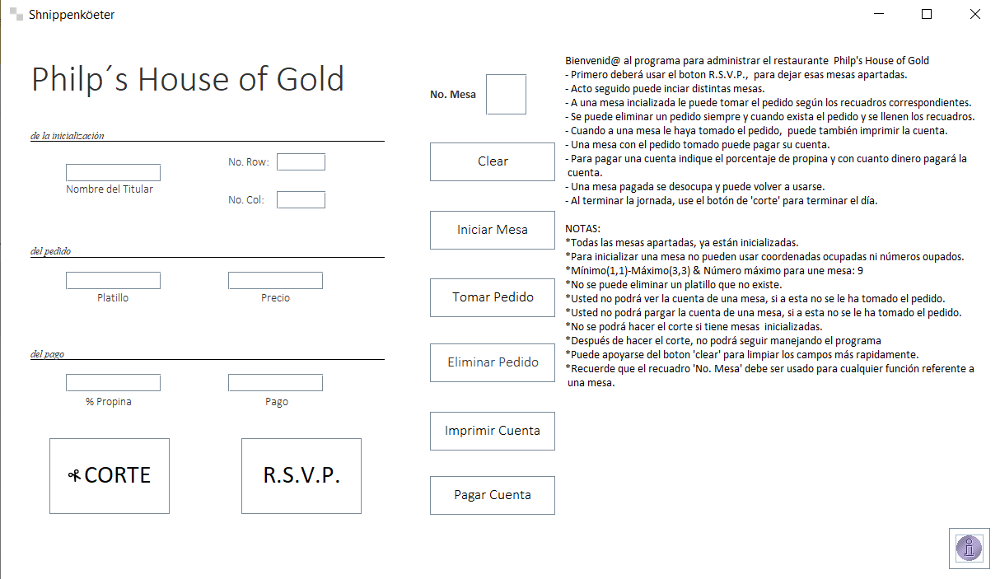 Shnippenköeter
Philp´s House of Gold
de la inicialización
Nombre del Titular
No. Row:
No. Col:
del pedido
Platillo
Precio
del pago
% Propina
Pago
CORTE
R.S.V.P.
No. Mesa
Clear
Iniciar Mesa
Tomar Pedido
Eliminar Pedido
Imprimir Cuenta
Pagar Cuenta
Bienvenid@ al programa para administrar el restaurante Philp's House of Gold
- Primero deberá usar el boton R.S.V.P., para dejar esas mesas apartadas.
- Acto seguido puede inciar distintas mesas.
- A una mesa incializada le puede tomar el pedido según los recuadros correspondientes.
- Se puede eliminar un pedido siempre y cuando exista el pedido y se llenen los recuadros.
- Cuando a una mesa le haya tomado el pedido, puede también imprimir la cuenta.
- Una mesa con el pedido tomado puede pagar su cuenta.
- Para pagar una cuenta indique el porcentaje de propina y con cuanto dinero pagará la
cuenta.
- Una mesa pagada se desocupa y puede volver a usarse.
- Al terminar la jornada, use el botón de 'corte' para terminar el día.
NOTAS:
*Todas las mesas apartadas, ya están inicializadas.
*Para inicializar una mesa no pueden usar coordenadas ocupadas ni números oupados.
*Mínimo(1,1)-Máximo(3,3) & Número máximo para une mesa: 9
*No se puede eliminar un platillo que no existe.
*Usted no podrá ver la cuenta de una mesa, si a esta no se le ha tomado el pedido.
*Usted no podrá pargar la cuenta de una mesa, si a esta no se le ha tomado el pedido.
*No se podrá hacer el corte si tiene mesas inicializadas.
*Después de hacer el corte, no podrá seguir manejando el programa
*Puede apoyarse del boton 'clear' para limpiar los campos más rapidamente.
*Recuerde que el recuadro 'No. Mesa' debe ser usado para cualquier función referente a
una mesa.
i